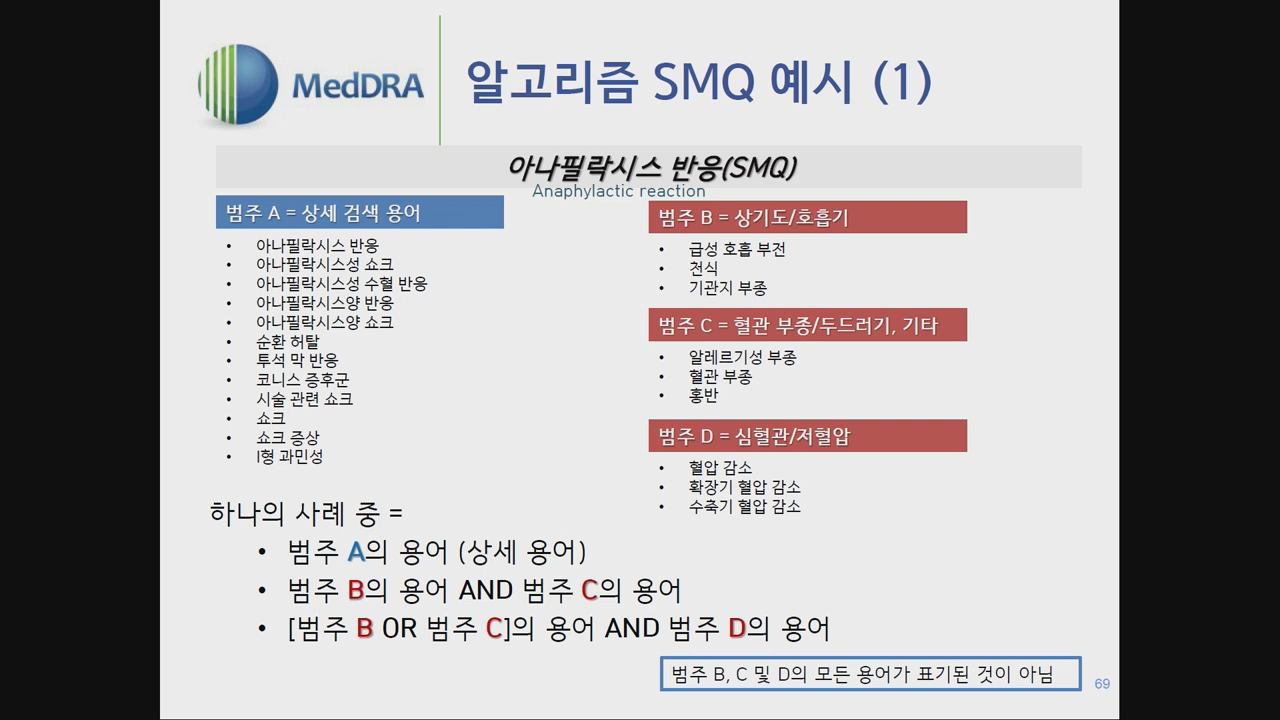 MedDRA
알고리즘 SMQ 예시 (1)
아나필락시스 반응(SMQ)
Anaphylactic reaction
범주 A = 상세 검색 용어
• 아나필락시스 반응
• 아나필락시스성 쇼크
• 아나필락시스성 수혈 반응
• 아나필락시스양 반응
• 아나필락시스양 쇼크
• 순환 허탈
• 투석 막 반응
• 코니스 증후군
• 시술 관련 쇼크
• 쇼크
• 쇼크 증상
• I형 과민성
범주 B = 상기도/호흡기
• 급성 호흡 부전
• 천식
• 기관지 부종
범주 C = 혈관 부종/두드러기, 기타
• 알레르기성 부종
• 혈관 부종
• 홍반
범주 D = 심혈관/저혈압
• 혈압 감소
• 확장기 혈압 감소
• 수축기 혈압 감소
하나의 사례 중 =
• 범주 A의 용어 (상세 용어)
• 범주 B의 용어 AND 범주 C의 용어
• [범주 B OR 범주 C]의 용어 AND 범주 D의 용어
범주 B, C 및 D의 모든 용어가 표기된 것이 아님
69